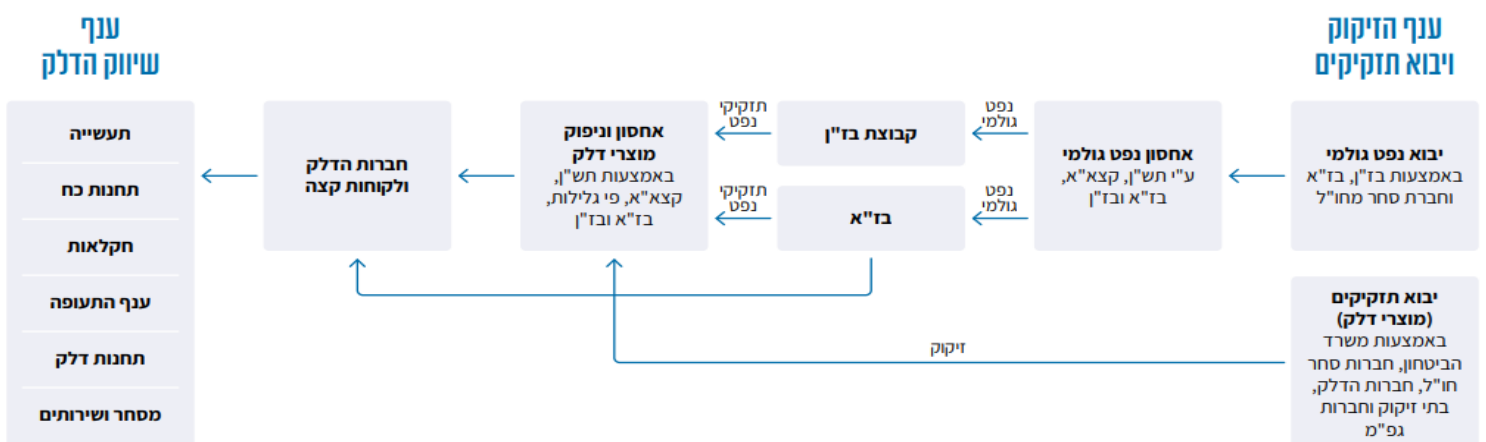 ענף הזיקוק
ויבוא תזקיקים
ענף
שיווק הדלק
יבוא נפט גולמי
באמצעות בז"ן, בז"א
וחברת סחר מחו"ל
אחסון נפט גולמי
ע"י תש"ן, קצא"א,
בז"א ובז"ן
נפט
גולמי
קבוצת בז"ן
תזקיקי
נפט
נפט
גולמי
בז"א
תזקיקי
נפט
אחסון וניפוק
מוצרי דלק
באמצעות תש"ן,
קצא"א, פי גלילות,
בז"א ובז"ן
חברות הדלק
ולקוחות קצה
תעשייה
תחנות כח
חקלאות
ענף התעופה
תחנות דלק
מסחר ושירותים
יבוא תזקיקים
(מוצרי דלק)
באמצעות משרד
הביטחון, חברות סחר
חו"ל, חברות הדלק,
בתי זיקוק וחברות
גפ"מ
זיקוק